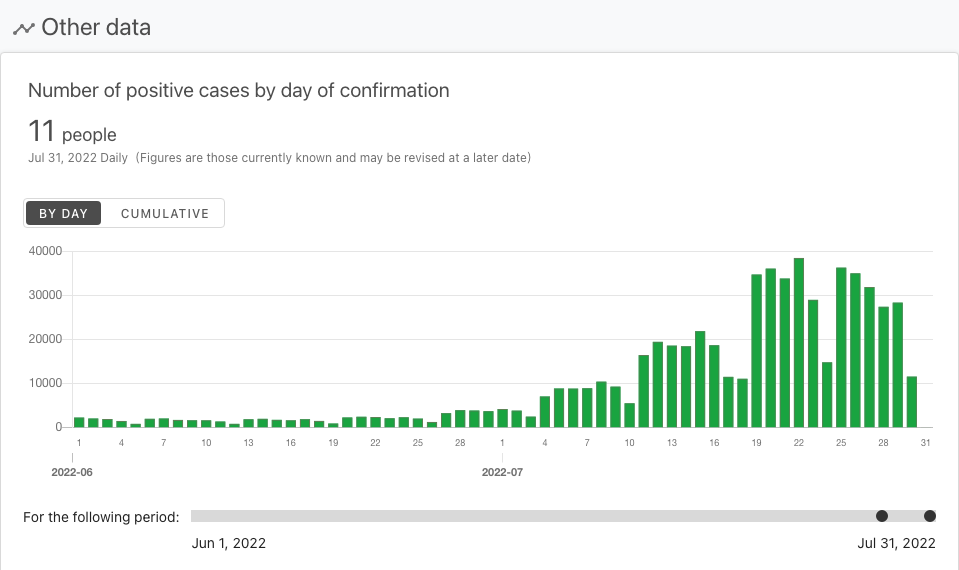 Other data
Number of positive cases by day of confirmation
11 people
Jul 31, 2022 Daily (Figures are those currently known and may be revised at a later date)
BY DAY CUMULATIVE
40000
30000
20000
10000
0
1 4 7 10 13 16 19 22 25 28 1 4 7 10 13 16 19 22 25 28 31
2022-06 2022-07
For the following period:
Jun 1, 2022 Jul 31, 2022